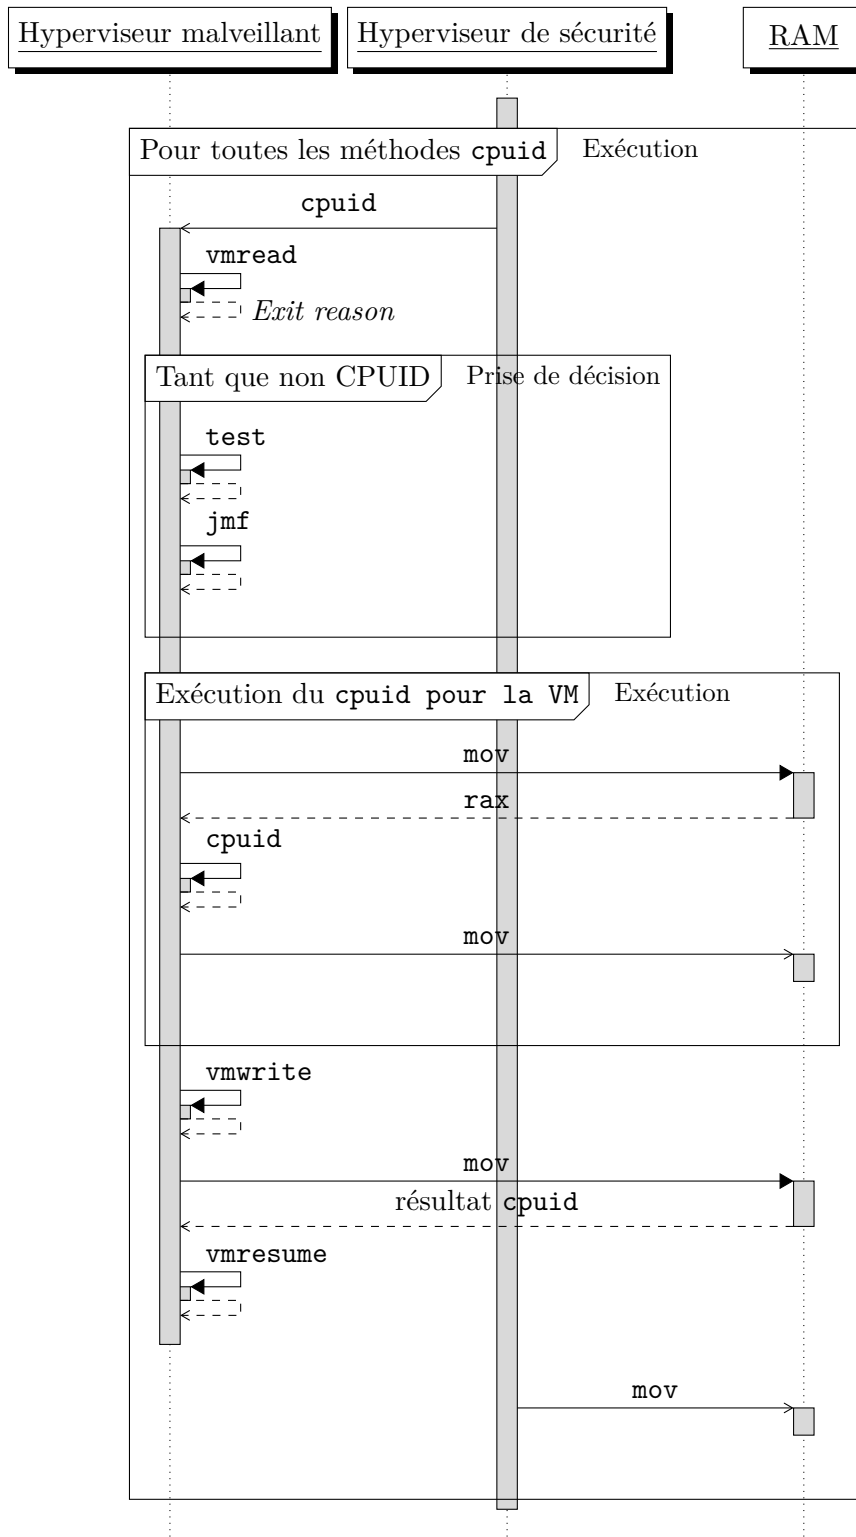 Hyperviseur malveillant
Hyperviseur de sécurité
RAM
Pour toutes les méthodes cpuid
Exécution
cpuid
vmread
Exit reason
Tant que non CPUID
Prise de décision
test
jmf
Exécution du cpuid pour la VM
Exécution
mov
rax
cpuid
mov
vmwrite
mov
résultat cpuid
vmresume
mov